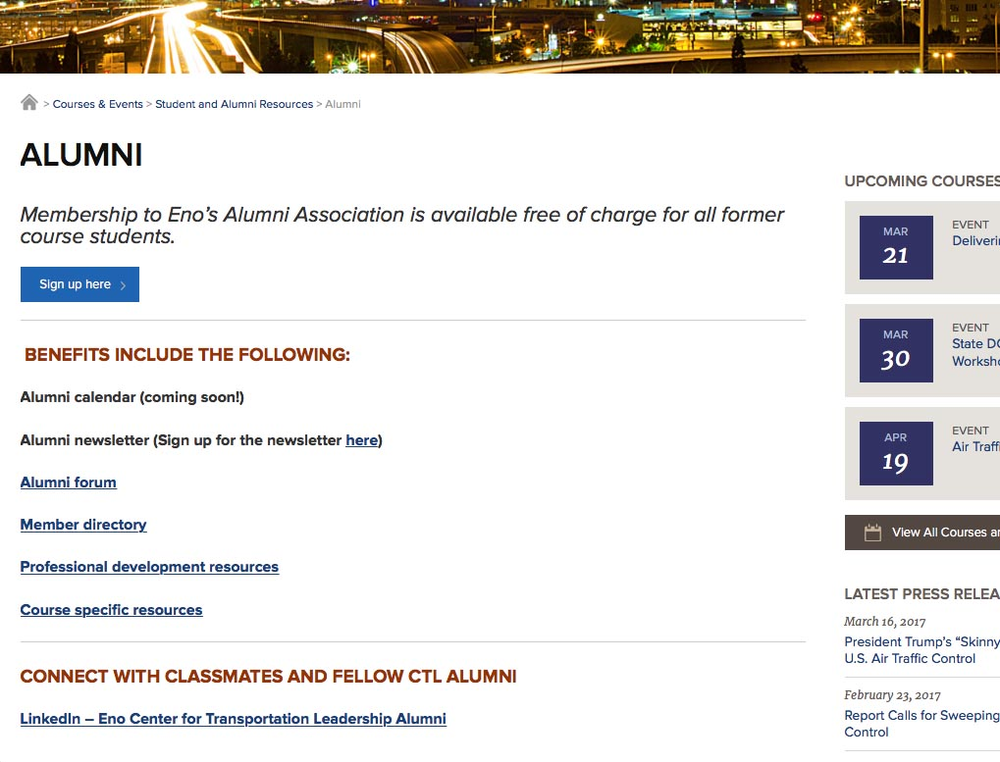 > Courses & Events > Student and Alumni Resources > Alumni
ALUMNI
Membership to Eno's Alumni Association is available free of charge for all former
course students.
Sign up here
BENEFITS INCLUDE THE FOLLOWING:
Alumni calendar (coming soon!)
Alumni newsletter (Sign up for the newsletter here)
Alumni forum
Member directory
Professional development resources
Course specific resources
CONNECT WITH CLASSMATES AND FELLOW CTL ALUMNI
LinkedIn – Eno Center for Transportation Leadership Alumni
UPCOMING COURSES
MAR
21
EVENT
Deliveri
MAR
30
EVENT
State DO
Worksho
APR
19
EVENT
Air Traffi
View All Courses an
LATEST PRESS RELEA
March 16, 2017
President Trump's “Skinny
U.S. Air Traffic Control
February 23, 2017
Report Calls for Sweeping
Control